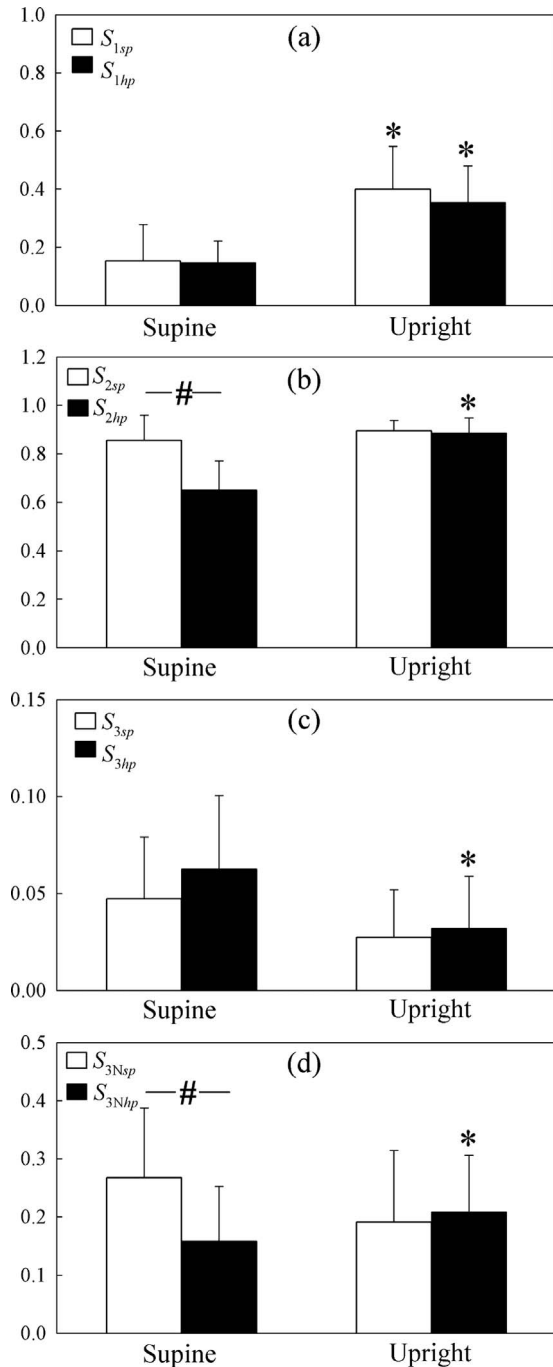 1.0
(a)
S1sp
S1hp
0.8
0.6
* *
0.4
0.2
0.0
Supine Upright
1.2
(b)
S2sp
S2hp
#
*
1.0
0.8
0.6
0.4
0.2
0.0
Supine Upright
0.15
(c)
S3sp
S3hp
0.10
*
0.05
0.00
Supine Upright
0.5
(d)
S3Nsp
S3Nhp
#
0.4
*
0.3
0.2
0.1
0.0
Supine Upright